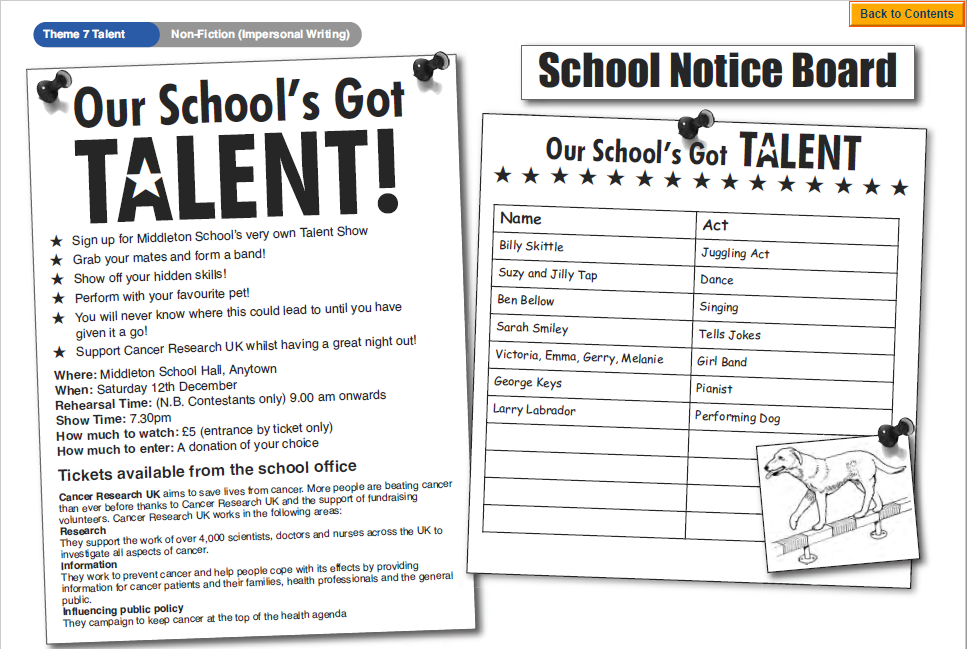 Back to Contents
Theme 7 Talent
Non-Fiction (Impersonal Writing)
Our School's Got
TALENT!
★ Sign up for Middleton School's very own Talent Show
★ Grab your mates and form a band!
★ Show off your hidden skills!
★ Perform with your favourite pet!
★ You will never know where this could lead to until you have
given it a go!
★ Support Cancer Research UK whilst having a great night out!
Where: Middleton School Hall, Anytown
When: Saturday 12th December
Rehearsal Time: (N.B. Contestants only) 9.00 am onwards
Show Time: 7.30pm
How much to watch: £5 (entrance by ticket only)
How much to enter: A donation of your choice
Tickets available from the school office
Cancer Research UK aims to save lives from cancer. More people are beating cancer
than ever before thanks to Cancer Research UK and the support of fundraising
volunteers. Cancer Research UK works in the following areas:
Research
They support the work of over 4,000 scientists, doctors and nurses across the UK to
investigate all aspects of cancer.
Information
They work to prevent cancer and help people cope with its effects by providing
information for cancer patients and their families, health professionals and the general
public.
Influencing public policy
They campaign to keep cancer at the top of the health agenda
School Notice Board
Our School's Got TALENT
Name Act
Billy Skittle Juggling Act
Suzy and Jilly Tap Dance
Ben Bellow Singing
Sarah Smiley Tells Jokes
Victoria, Emma, Gerry, Melanie Girl Band
George Keys Pianist
Larry Labrador Performing Dog